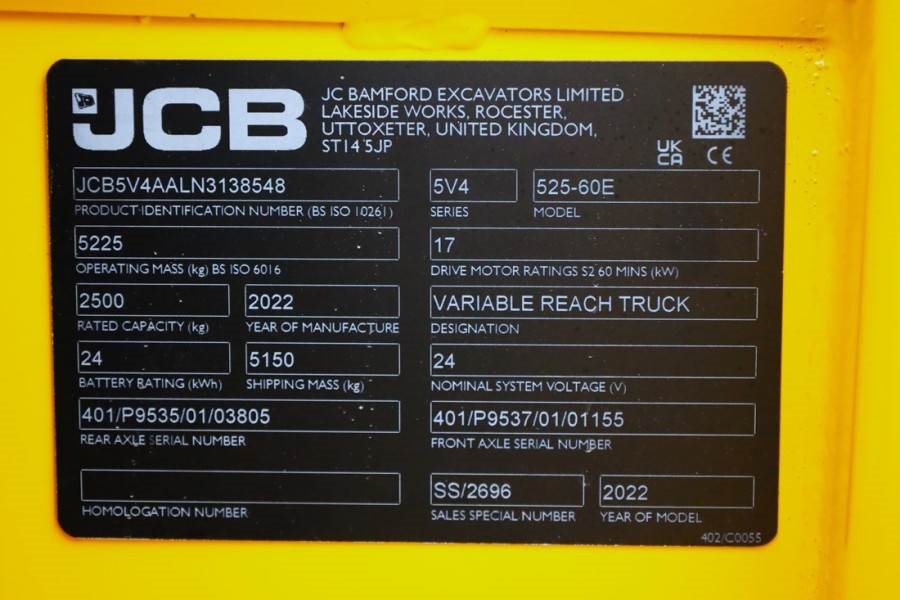 JCB
JC BAMFORD EXCAVATORS LIMITED
LAKESIDE WORKS, ROCESTER,
UTTOXETER, UNITED KINGDOM,
ST14 5JP
UK
CA CE
JCB5V4AALN3138548 5V4 525-60E
PRODUCT IDENTIFICATION NUMBER (BS ISO 10261) SERIES MODEL
5225 17
OPERATING MASS (kg) BS ISO 6016 DRIVE MOTOR RATINGS S2 60 MINS (kW)
2500 2022 VARIABLE REACH TRUCK
RATED CAPACITY (kg) YEAR OF MANUFACTURE DESIGNATION
24 5150 24
BATTERY RATING (kWh) SHIPPING MASS (kg) NOMINAL SYSTEM VOLTAGE (V)
401/P9535/01/03805 401/P9537/01/01155
REAR AXLE SERIAL NUMBER FRONT AXLE SERIAL NUMBER
SS/2696 2022
HOMOLOGATION NUMBER SALES SPECIAL NUMBER YEAR OF MODEL
402/C0055